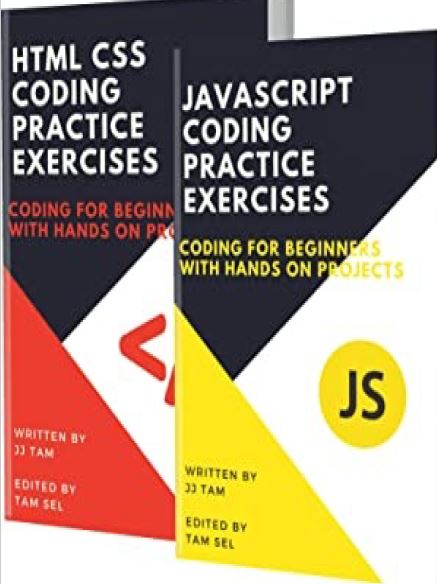 HTML CSS
CODING
PRACTICE
EXERCISES
CODING FOR BEGINN
WITH HANDS ON PRO
<
WRITTEN BY
JJ TAM
EDITED BY
TAM SEL
JAVASCRIPT
CODING
PRACTICE
EXERCISES
CODING FOR BEGINNERS
WITH HANDS ON PROJECTS
JS
WRITTEN BY
JJ TAM
EDITED BY
TAM SEL